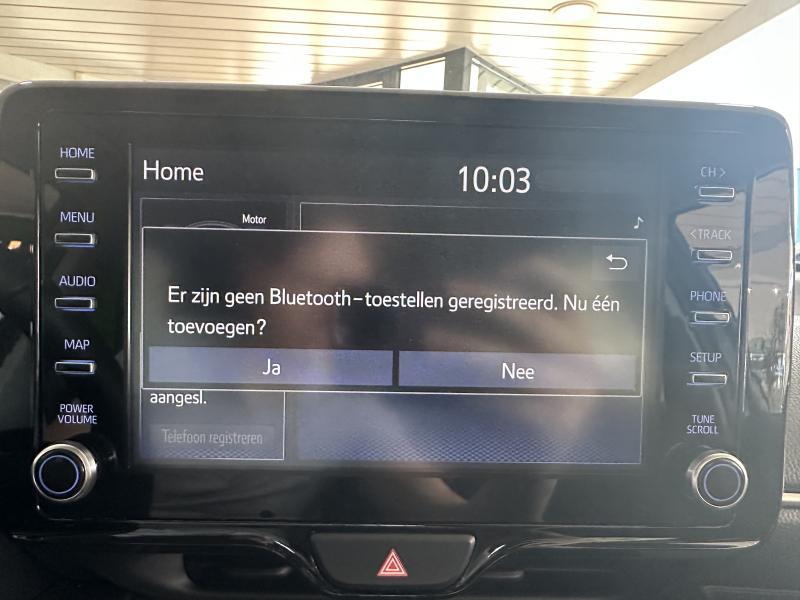 HOME
MENU
AUDIO
MAP
POWER
VOLUME
Home
10:03
Motor
Er zijn geen Bluetooth-toestellen geregistreerd. Nu één
toevoegen?
Ja
Nee
aangesl.
Telefoon registreren
CH >
< TRACK
PHONE
SETUP
TUNE
SCROLL